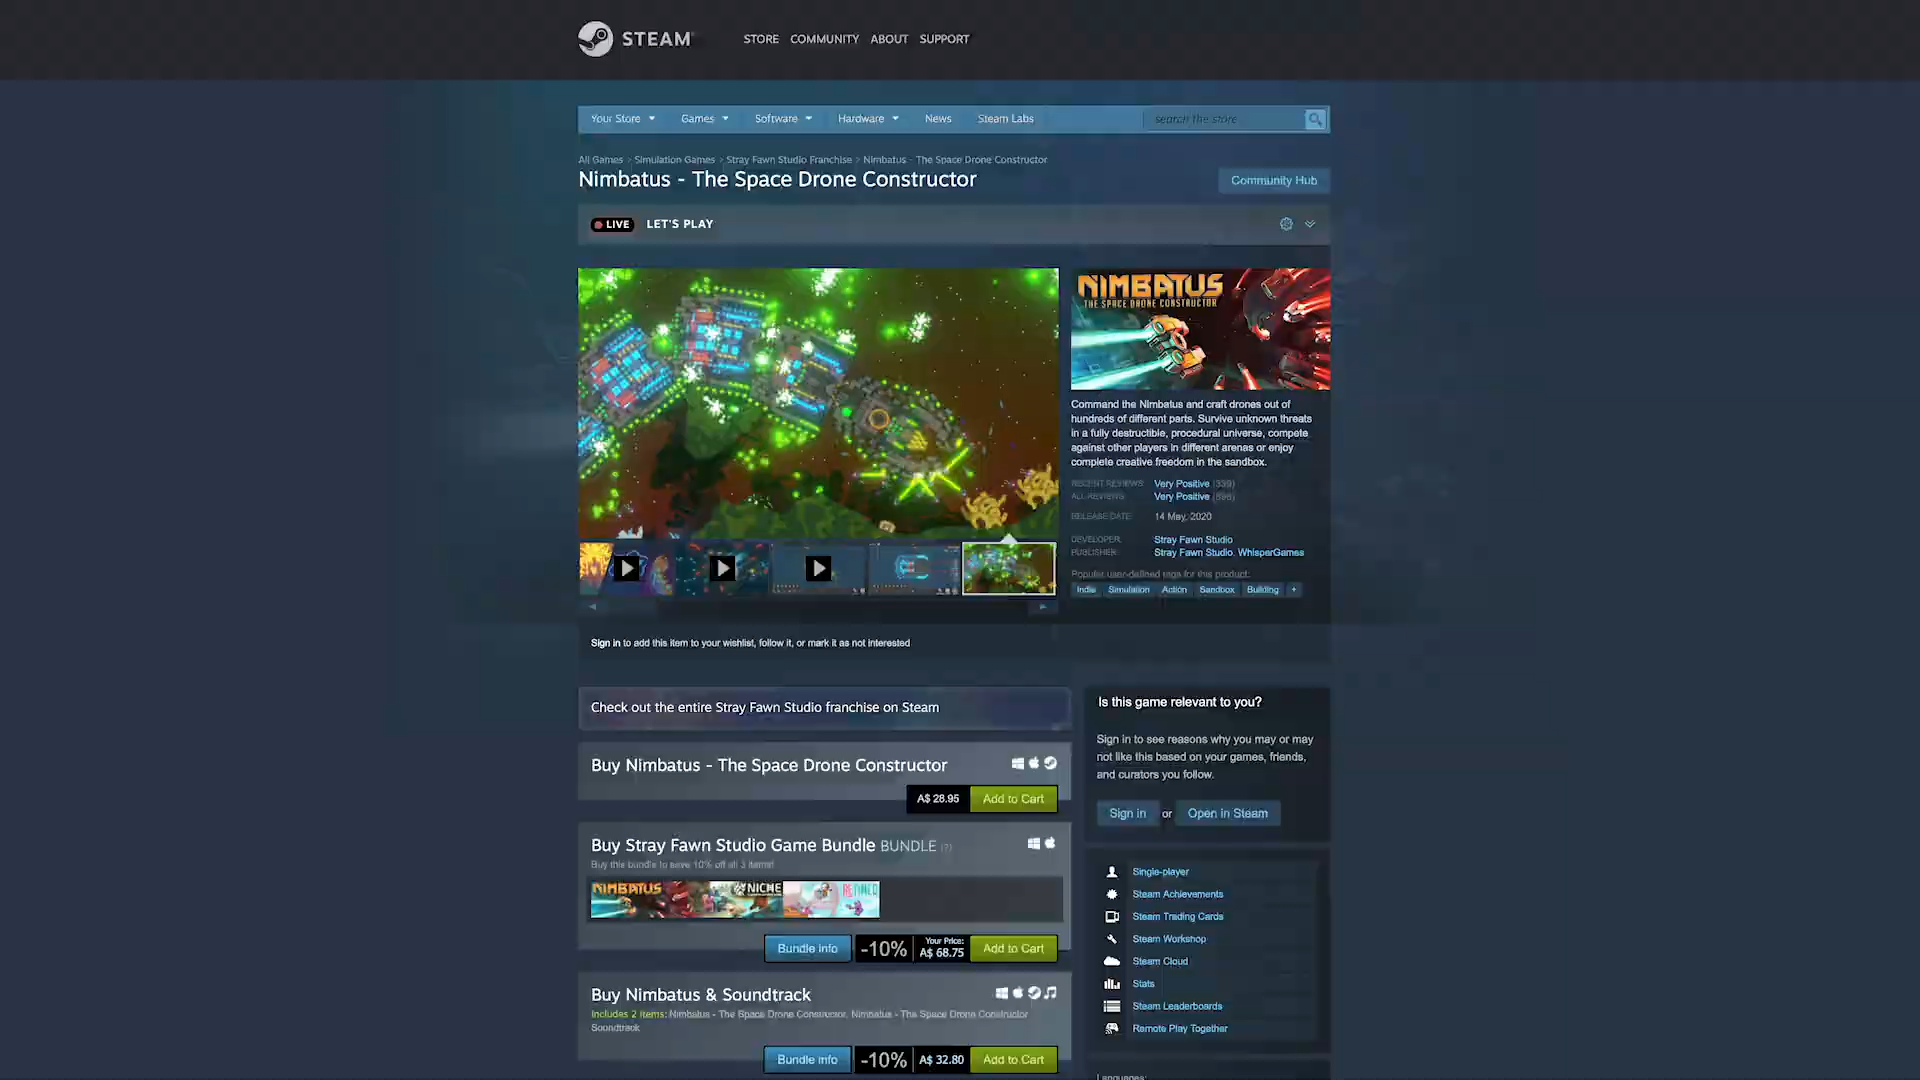 STEAM
STORE COMMUNITY ABOUT SUPPORT
Your Store Games Software Hardware News Steam Labs search the store
All Games > Simulation Games > Stray Fawn Studio Franchise > Nimbatus - The Space Drone Constructor
Nimbatus - The Space Drone Constructor
Community Hub
LIVE LET'S PLAY
NIMBATUS
THE SPACE DRONE CONSTRUCTOR
Command the Nimbatus and craft drones out of
hundreds of different parts. Survive unknown threats
in a fully destructible, procedural universe, compete
against other players in different arenas or enjoy
complete creative freedom in the sandbox.
RECENT REVIEWS: Very Positive (339)
ALL REVIEWS: Very Positive
RELEASE DATE: 14 May, 2020
DEVELOPER: Stray Fawn Studio
PUBLISHER: Stray Fawn Studio, WhisperGames
Popular user-defined tags for this product:
Indie Simulation Action Sandbox Building +
Sign in to add this item to your wishlist, follow it, or mark it as not interested
Check out the entire Stray Fawn Studio franchise on Steam
Buy Nimbatus - The Space Drone Constructor
A$ 28.95 Add to Cart
Buy Stray Fawn Studio Game Bundle BUNDLE (?)
Buy this bundle to save 10% off all 3 items!
NIMBATUS NICHE
Bundle info -10% Your Price: A$ 68.75 Add to Cart
Buy Nimbatus & Soundtrack
Includes 2 items: Nimbatus - The Space Drone Constructor, Nimbatus - The Space Drone Constructor
Soundtrack
Bundle info -10% A$ 32.80 Add to Cart
Is this game relevant to you?
Sign in to see reasons why you may or may
not like this based on your games, friends,
and curators you follow.
Sign in or Open in Steam
Single-player
Steam Achievements
Steam Trading Cards
Steam Workshop
Steam Cloud
Stats
Steam Leaderboards
Remote Play Together
Languages: